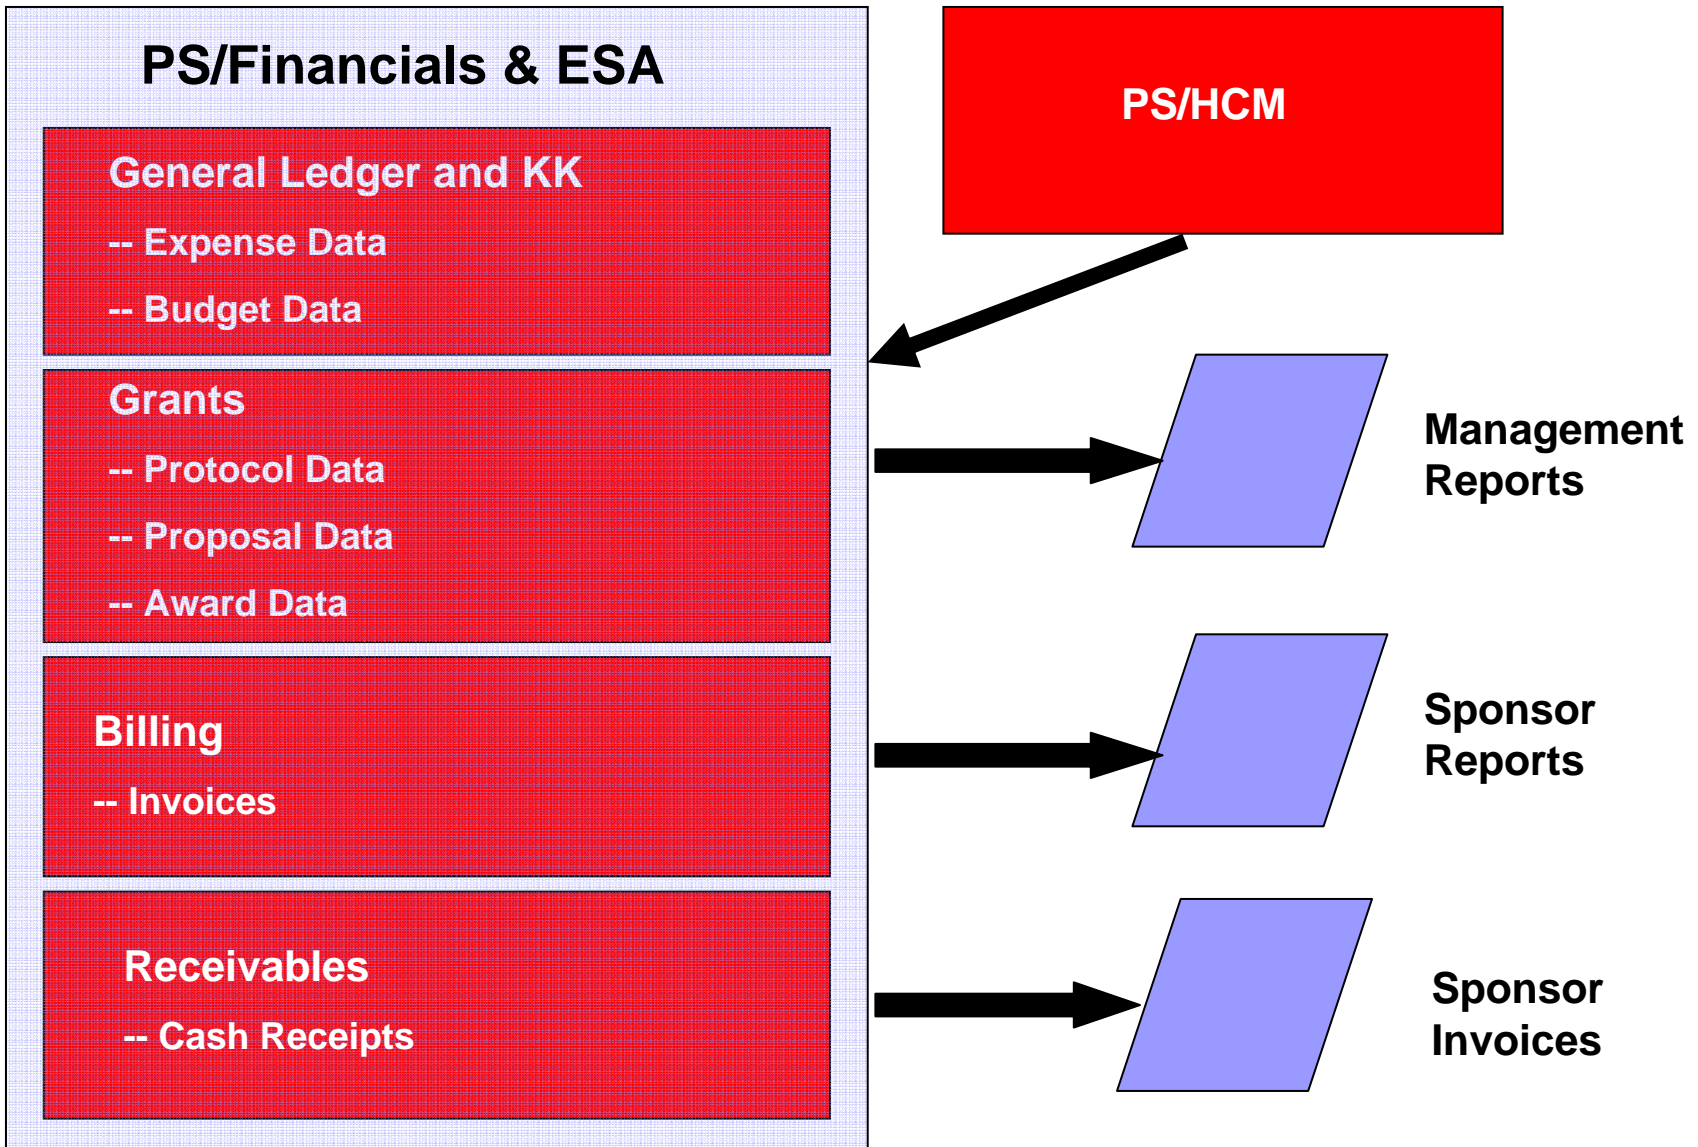 PS/Financials & ESA
General Ledger and KK
-- Expense Data
-- Budget Data
Grants
-- Protocol Data
-- Proposal Data
-- Award Data
Billing
-- Invoices
Receivables
-- Cash Receipts
PS/HCM
Management
Reports
Sponsor
Reports
Sponsor
Invoices